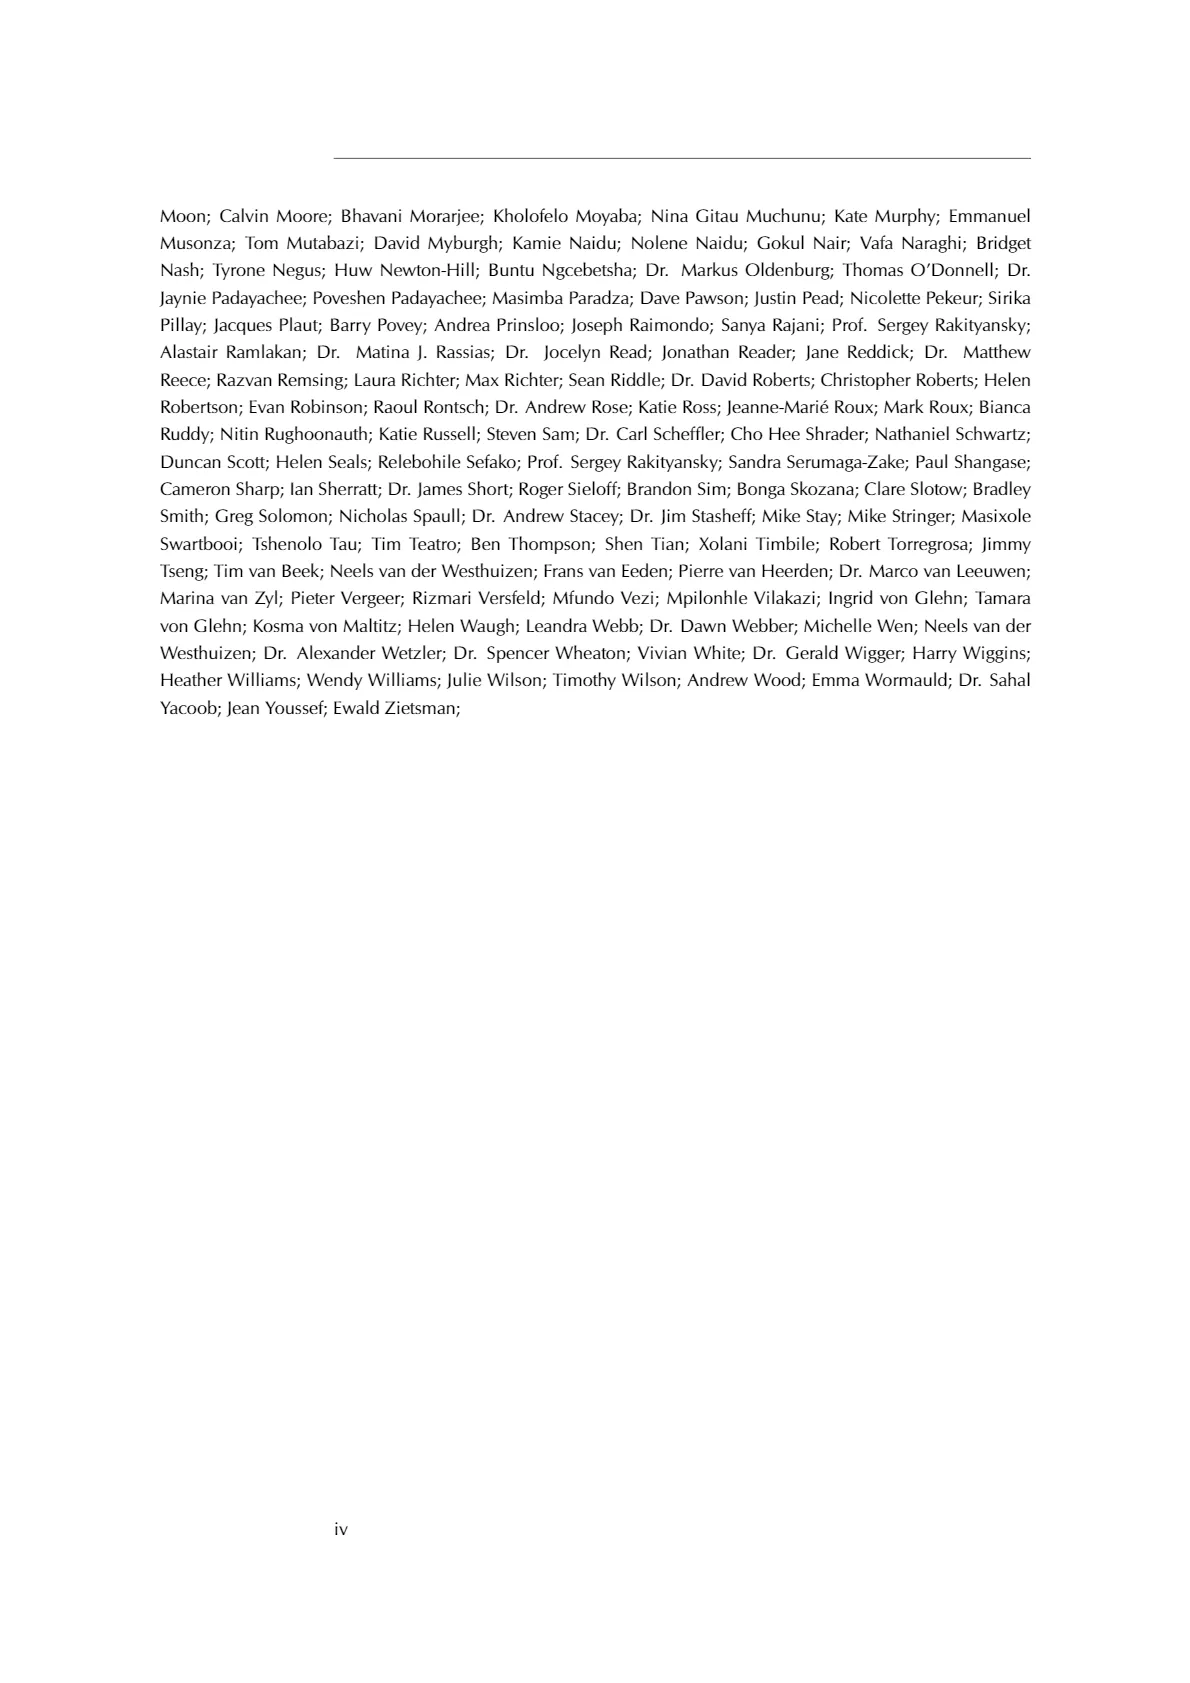 Moon; Calvin Moore; Bhavani Morarjee; Kholofelo Moyaba; Nina Gitau Muchunu; Kate Murphy; Emmanuel
Musonza; Tom Mutabazi; David Myburgh; Kamie Naidu; Nolene Naidu; Gokul Nair; Vafa Naraghi; Bridget
Nash; Tyrone Negus; Huw Newton-Hill; Buntu Ngcebetsha; Dr. Markus Oldenburg; Thomas O’Donnell; Dr.
Jaynie Padayachee; Poveshen Padayachee; Masimba Paradza; Dave Pawson; Justin Pead; Nicolette Pekeur; Sirika
Pillay; Jacques Plaut; Barry Povey; Andrea Prinsloo; Joseph Raimondo; Sanya Rajani; Prof. Sergey Rakityansky;
Alastair Ramlakan; Dr. Matina J. Rassias; Dr. Jocelyn Read; Jonathan Reader; Jane Reddick; Dr. Matthew
Reece; Razvan Remsing; Laura Richter; Max Richter; Sean Riddle; Dr. David Roberts; Christopher Roberts; Helen
Robertson; Evan Robinson; Raoul Rontsch; Dr. Andrew Rose; Katie Ross; Jeanne-Marié Roux; Mark Roux; Bianca
Ruddy; Nitin Rughoonauth; Katie Russell; Steven Sam; Dr. Carl Scheffler; Cho Hee Shrader; Nathaniel Schwartz;
Duncan Scott; Helen Seals; Relebohile Sefako; Prof. Sergey Rakityansky; Sandra Serumaga-Zake; Paul Shangase;
Cameron Sharp; Ian Sherratt; Dr. James Short; Roger Sieloff; Brandon Sim; Bonga Skozana; Clare Slotow; Bradley
Smith; Greg Solomon; Nicholas Spaull; Dr. Andrew Stacey; Dr. Jim Stasheff; Mike Stay; Mike Stringer; Masixole
Swartbooi; Tshenolo Tau; Tim Teatro; Ben Thompson; Shen Tian; Xolani Timbile; Robert Torregrosa; Jimmy
Tseng; Tim van Beek; Neels van der Westhuizen; Frans van Eeden; Pierre van Heerden; Dr. Marco van Leeuwen;
Marina van Zyl; Pieter Vergeer; Rizmari Versfeld; Mfundo Vezi; Mpilonhle Vilakazi; Ingrid von Glehn; Tamara
von Glehn; Kosma von Maltitz; Helen Waugh; Leandra Webb; Dr. Dawn Webber; Michelle Wen; Neels van der
Westhuizen; Dr. Alexander Wetzler; Dr. Spencer Wheaton; Vivian White; Dr. Gerald Wigger; Harry Wiggins;
Heather Williams; Wendy Williams; Julie Wilson; Timothy Wilson; Andrew Wood; Emma Wormauld; Dr. Sahal
Yacoob; Jean Youssef; Ewald Zietsman;
iv